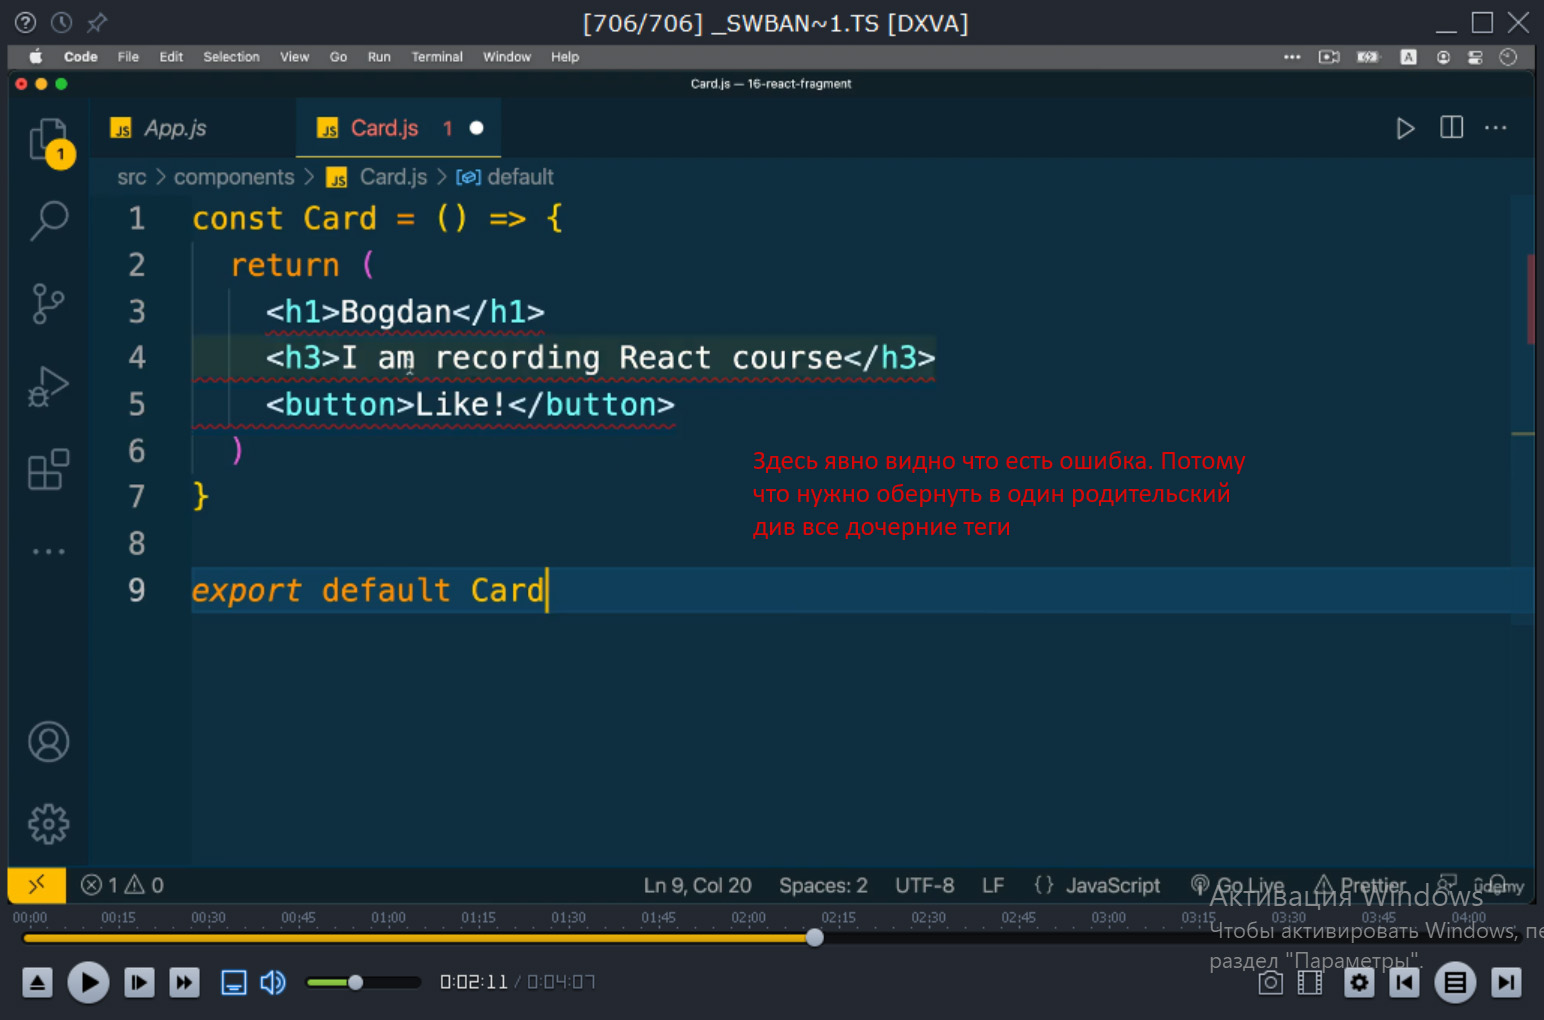 [706/706] _SWBAN~1.TS [DXVA]
Code File Edit Selection View Go Run Terminal Window Help
Card.js — 16-react-fragment
JS App.js
JS Card.js 1
1
src > components > JS Card.js > default
1 const Card = () => {
2 return (
3 <h1>Bogdan</h1>
4 <h3>I am recording React course</h3>
5 <button>Like!</button>
6 )
7 }
8
9 export default Card
Здесь явно видно что есть ошибка. Потому
что нужно обернуть в один родительский
див все дочерние теги
1 0
Ln 9, Col 20 Spaces: 2 UTF-8 LF {} JavaScript Go Live Prettier
ûdemy
Активация Windows
Чтобы активировать Windows, пе
раздел "Параметры".
00:00 00:15 00:30 00:45 01:00 01:15 01:30 01:45 02:00 02:15 02:30 02:45 03:00 03:15 03:30 03:45 04:00
0:02:11 / 0:04:07